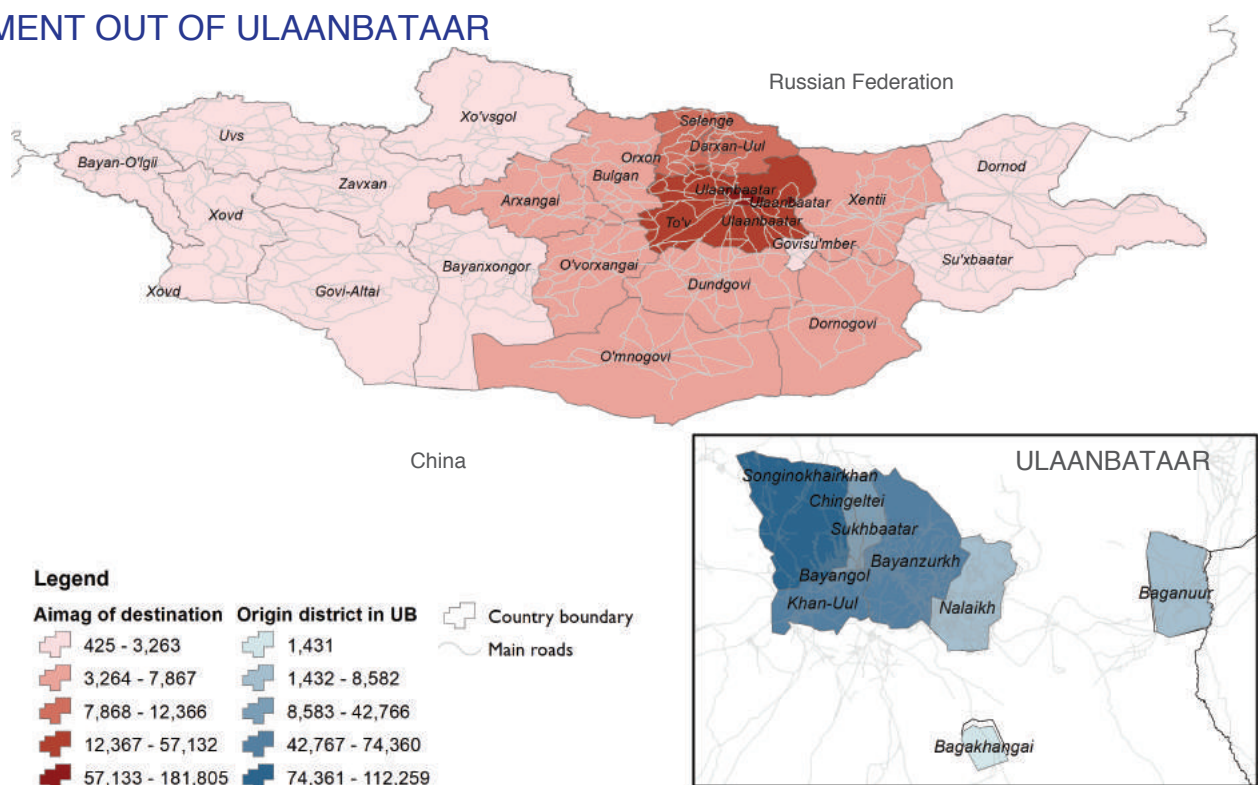 MENT OUT OF ULAANBATAAR
Russian Federation
Xo'vsgol
Selenge
Uvs
Darxan-Uul
Bayan-O'lgii
Orxon
Dornod
Zavxan
Bulgan
Ulaanbaatar
Arxangai
Ulaanbaatar
Xentii
Xovd
To'v
Ulaanbaatar
Govisu'mber
O'vorxangai
Bayanxongor
Su'xbaatar
Dundgovi
Xovd
Govi-Altai
Dornogovi
O'mnogovi
China
ULAANBATAAR
Songinokhairkhan
Chingeltei
Sukhbaatar
Bayanzurkh
Bayangol
Khan-Uul
Nalaikh
Baganuur
Bagakhangai
Legend
Aimag of destination
425 - 3,263
3,264 - 7,867
7,868 - 12,366
12,367 - 57,132
57,133 - 181,805
Origin district in UB
1,431
1,432 - 8,582
8,583 - 42,766
42,767 - 74,360
74,361 - 112,259
Country boundary
Main roads